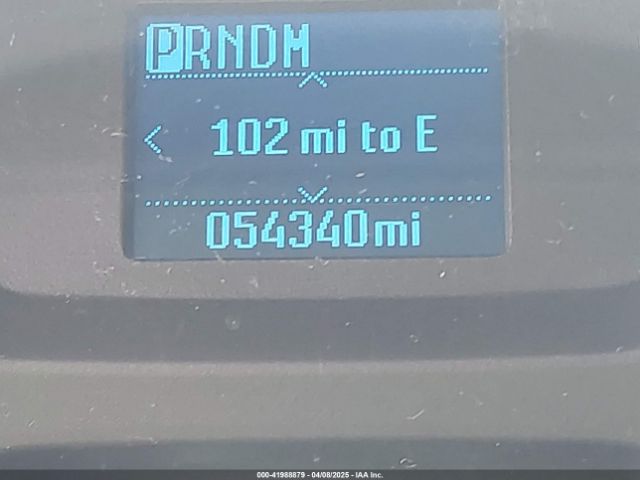 PRNDM
102 mi to E
054340mi
000-41988879 - 04/08/2025 - IAA Inc.